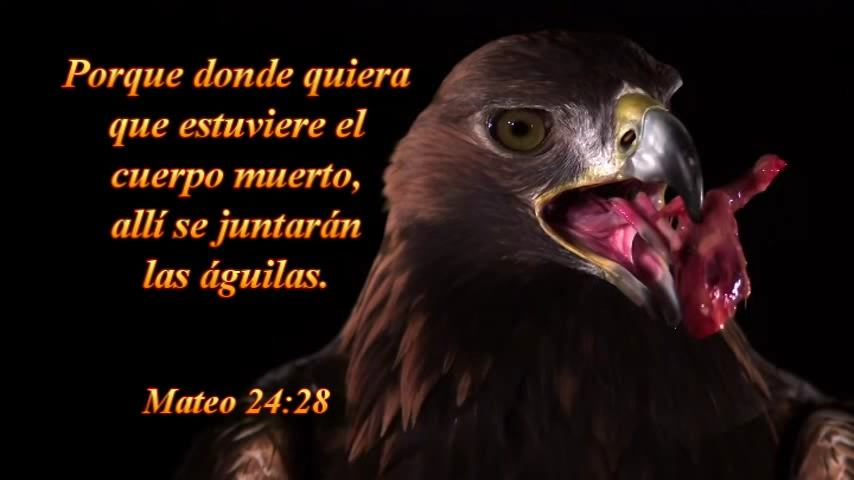 Porque donde quiera
que estuviere el
cuerpo muerto,
allí se juntarán
las águilas.
Mateo 24:28